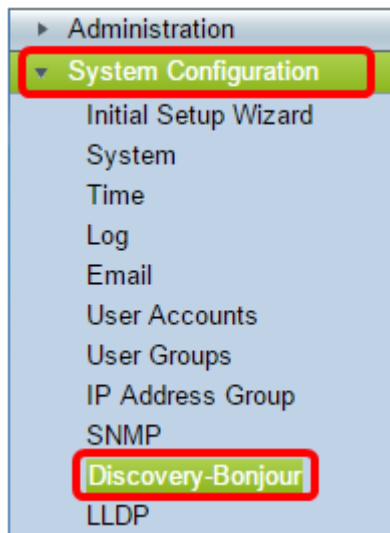 Administration
System Configuration
Initial Setup Wizard
System
Time
Log
Email
User Accounts
User Groups
IP Address Group
SNMP
Discovery-Bonjour
LLDP